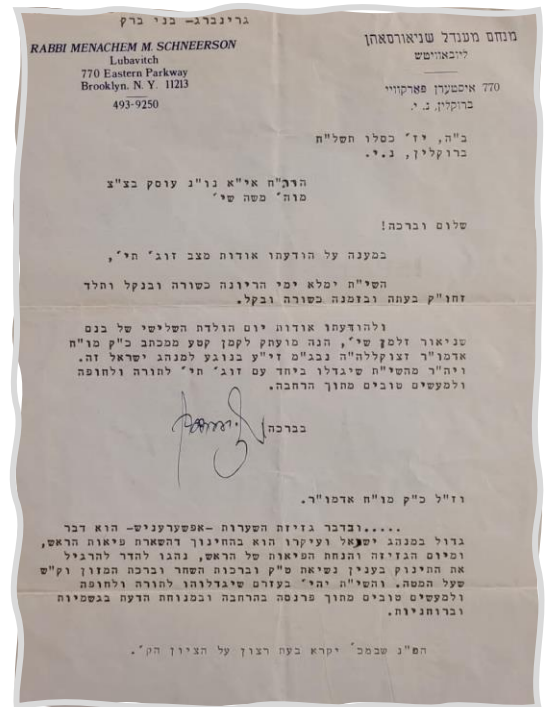 גרינברג- בני ברק
RABBI MENACHEM M. SCHNEERSON
Lubavitch
770 Eastern Parkway
Brooklyn. N. Y. 11213
493-9250
מנחם מענדל שניאורסאהן
ליובאוויטש
770 איסטערן פארקוויי
ברוקלין, נ. י.
ב"ה, יז' כסלו תשל"ח
ברוקלין, נ.י.
הרה"ח אי"א נו"נ עוסק בצ"צ
מוה' משה שי'
שלום וברכה!
במענה על הודעתו אודות מצב זוג' תי',
השי"ת ימלא ימי הריונה כשורה ובנקל ותלד
זחו"ק בעתה ובזמנה כשורה ובקל.
ולהודעתו אודות יום הולדת השלישי של בנם
שניאור זלמן שי', הנה מועתק לקמן קטע ממכתב כ"ק מו"ח
אדמו"ר זצוקללה"ה נבג"מ זי"ע בנוגע למנהג ישראל זה.
ויה"ר מהשי"ת שיגדלו ביחד עם זוג' תי' לתורה ולחופה
ולמעשים טובים מתוך הרחבה.
בברכה
וז"ל כ"ק מו"ח אדמו"ר.
.....ובדבר גזיזת השערות -אפשערעניש- הוא דבר
גדול במנהג ישראל ועיקרו הוא בהחינוך דהשארת פיאות הראש,
ומיום הגזיזה והנחת הפיאות של הראש, נהגו להדר להרגיל
את התינוק בענין נשיאת ט"ק וברכות השחר וברכת המזון וק"ש
שעל המטה. והשי"ת יהי' בעזרם שיגדלוהו לתורה ולחופה
ולמעשים טובים מתוך פרנסה בהרחבה ובמנוחת הדעת בגשמיות
וברוחניות.
הפ"נ שבמכ' יקרא בעת רצון על הציון הק'.